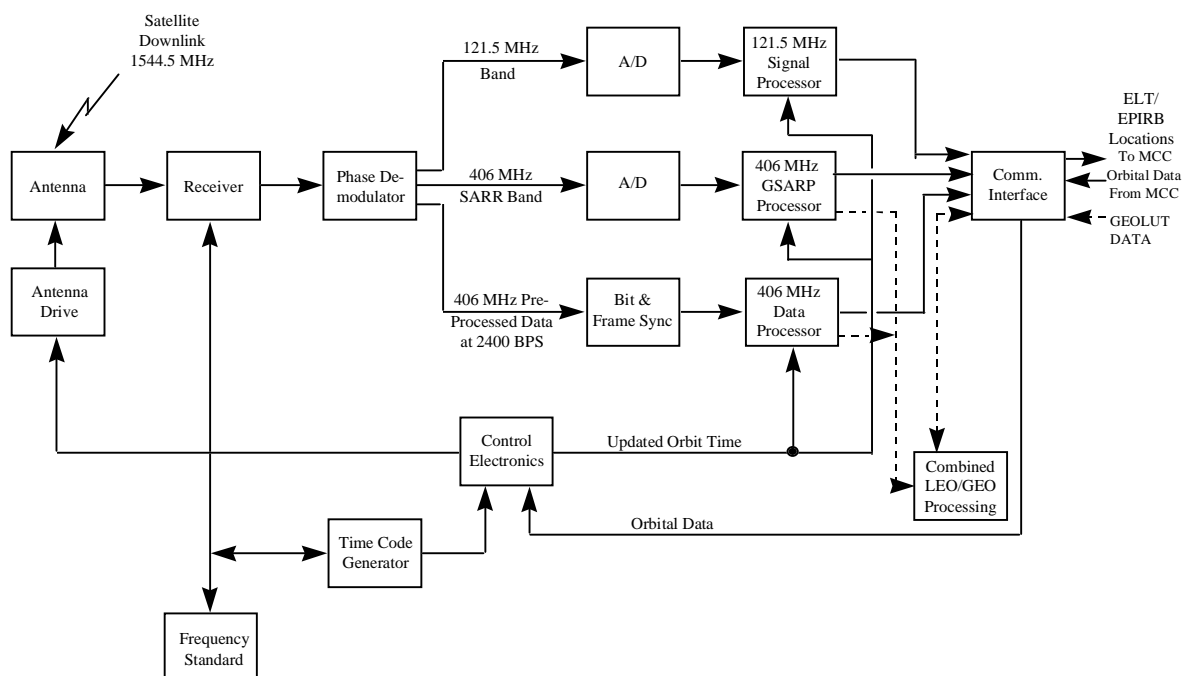 Satellite
Downlink
1544.5 MHz
Antenna
Receiver
Phase De-
modulator
121.5 MHz
Band
A/D
121.5 MHz
Signal
Processor
406 MHz
SARR Band
A/D
406 MHz
GSARP
Processor
406 MHz Pre-
Processed Data
at 2400 BPS
Bit &
Frame Sync
406 MHz
Data
Processor
Comm.
Interface
ELT/
EPIRB
Locations
To MCC
Orbital Data
From MCC
GEOLUT
DATA
Antenna
Drive
Control
Electronics
Updated Orbit Time
Combined
LEO/GEO
Processing
Orbital Data
Time Code
Generator
Frequency
Standard